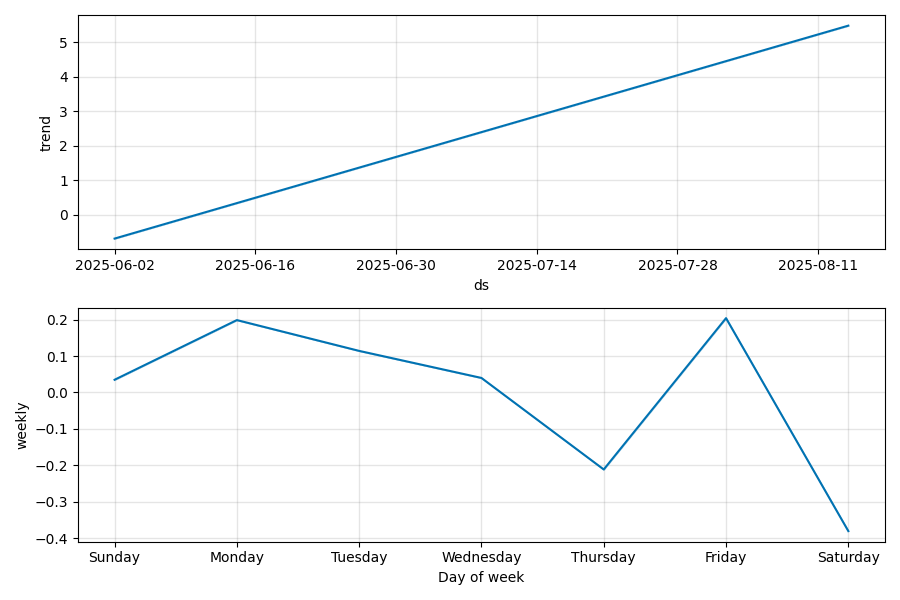 5
4
3
2
1
0
trend
2025-06-02 2025-06-16 2025-06-30 2025-07-14 2025-07-28 2025-08-11
ds
0.2
0.1
0.0
−0.1
−0.2
−0.3
−0.4
weekly
Sunday Monday Tuesday Wednesday Thursday Friday Saturday
Day of week